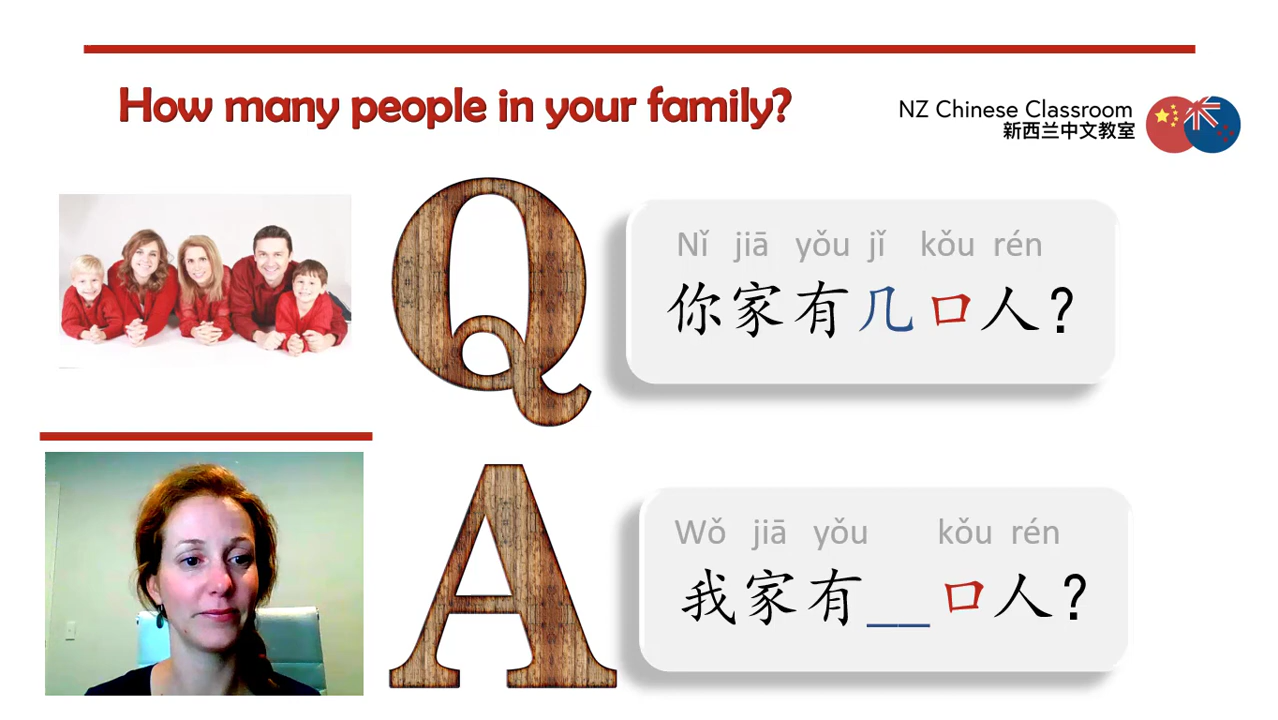 How many people in your family?
NZ Chinese Classroom
新西兰中文教室
Q
Nǐ jiā yǒu jǐ kǒu rén
你家有几口人？
A
Wǒ jiā yǒu kǒu rén
我家有__口人？